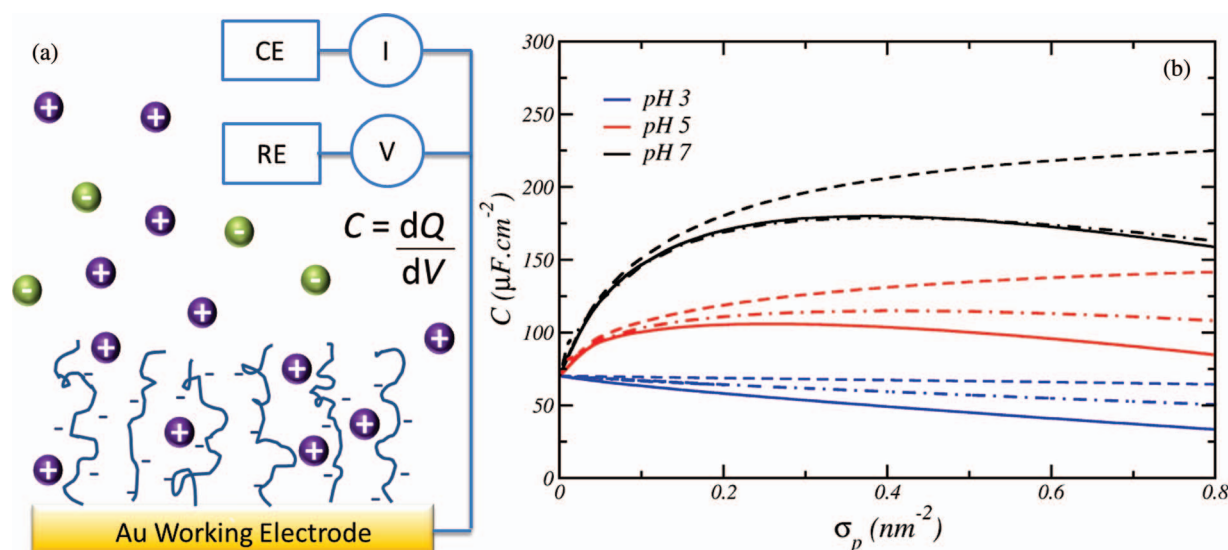 (a)
CE
I
RE
V
C = dQ
dV
+
+
-
+
-
+
-
-
+
+
+
+
+
+
+
+
Au Working Electrode
(b)
300
250
200
150
100
50
0
C (μF.cm⁻²)
pH 3
pH 5
pH 7
0
0.2
0.4
0.6
0.8
σp (nm⁻²)